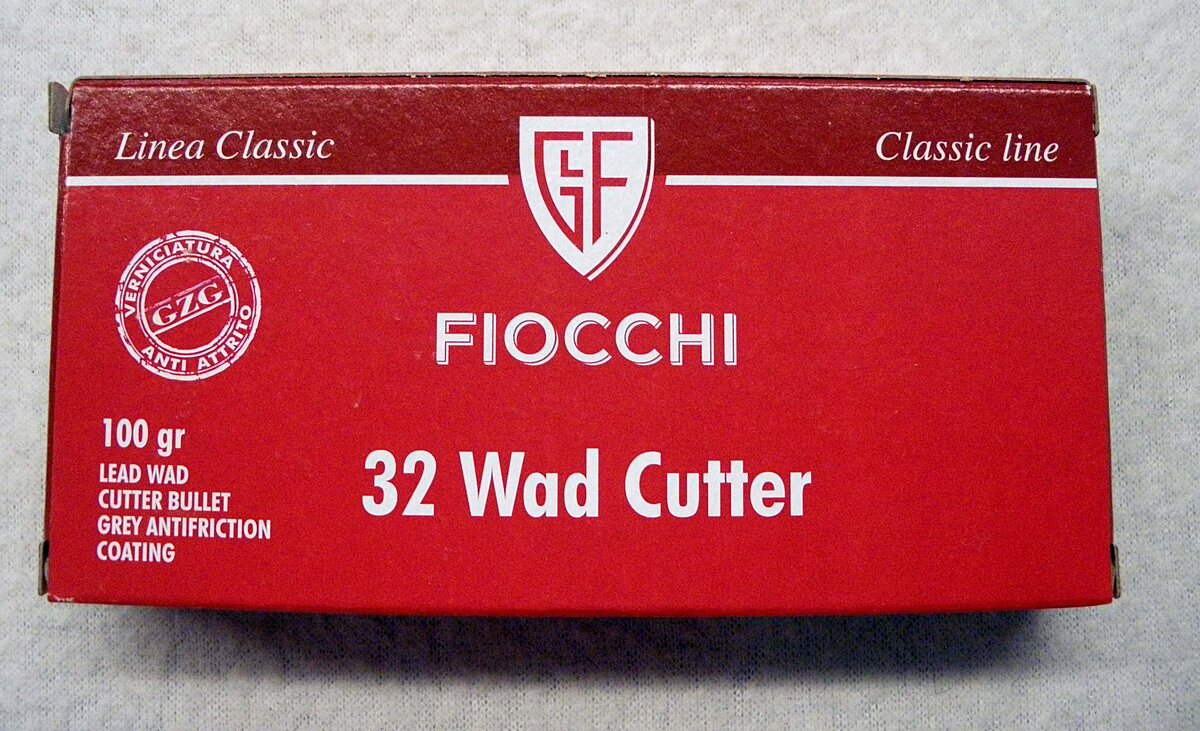 Linea Classic
GF
Classic line
VERNICIATURA
GZG
ANTI ATTRITO
FIOCCHI
100 gr
LEAD WAD
CUTTER BULLET
GREY ANTIFRICTION
COATING
32 Wad Cutter